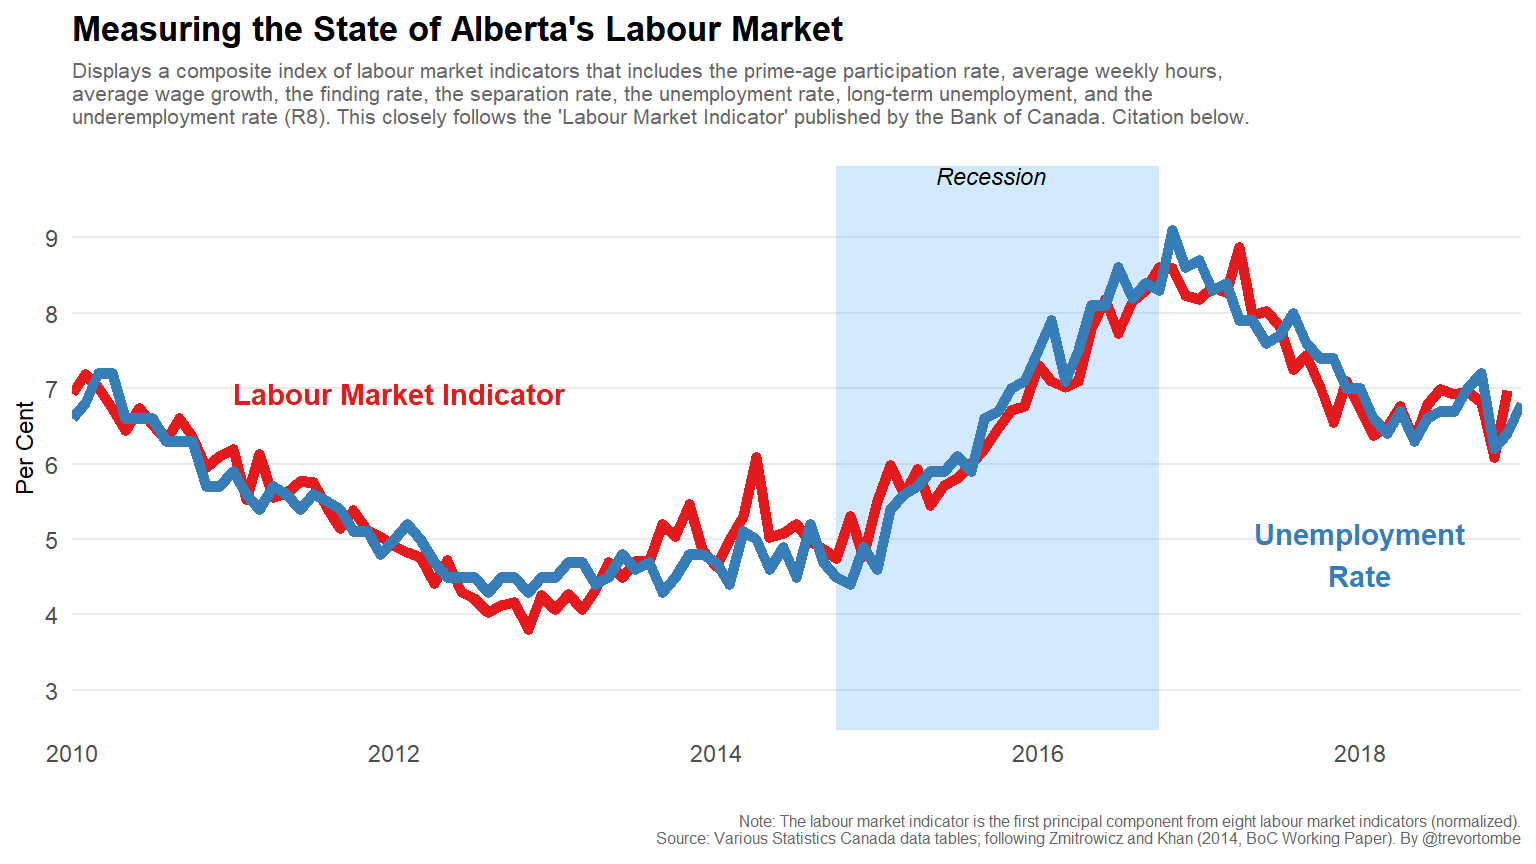 Measuring the State of Alberta's Labour Market
Displays a composite index of labour market indicators that includes the prime-age participation rate, average weekly hours,
average wage growth, the finding rate, the separation rate, the unemployment rate, long-term unemployment, and the
underemployment rate (R8). This closely follows the 'Labour Market Indicator' published by the Bank of Canada. Citation below.
Recession
9
8
7
6
5
4
3
Per Cent
Labour Market Indicator
Unemployment
Rate
2010
2012
2014
2016
2018
Note: The labour market indicator is the first principal component from eight labour market indicators (normalized).
Source: Various Statistics Canada data tables; following Zmitrowicz and Khan (2014, BoC Working Paper). By @trevortombe